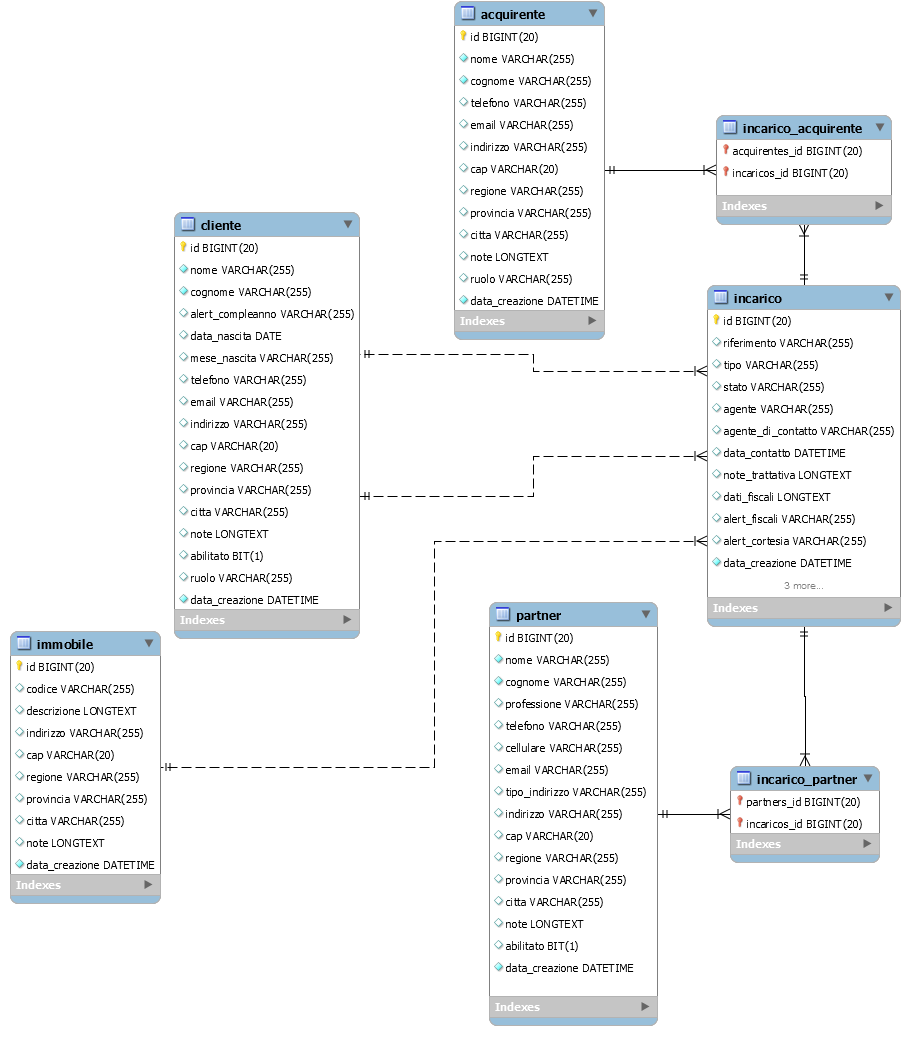 acquirente
id BIGINT(20)
nome VARCHAR(255)
cognome VARCHAR(255)
telefono VARCHAR(255)
email VARCHAR(255)
indirizzo VARCHAR(255)
cap VARCHAR(20)
regione VARCHAR(255)
provincia VARCHAR(255)
citta VARCHAR(255)
note LONGTEXT
ruolo VARCHAR(255)
data_creazione DATETIME
Indexes
incarico_acquirente
acquirentes_id BIGINT(20)
incaricos_id BIGINT(20)
Indexes
cliente
id BIGINT(20)
nome VARCHAR(255)
cognome VARCHAR(255)
alert_compleanno VARCHAR(255)
data_nascita DATE
mese_nascita VARCHAR(255)
telefono VARCHAR(255)
email VARCHAR(255)
indirizzo VARCHAR(255)
cap VARCHAR(20)
regione VARCHAR(255)
provincia VARCHAR(255)
citta VARCHAR(255)
note LONGTEXT
abilitato BIT(1)
ruolo VARCHAR(255)
data_creazione DATETIME
Indexes
incarico
id BIGINT(20)
riferimento VARCHAR(255)
tipo VARCHAR(255)
stato VARCHAR(255)
agente VARCHAR(255)
agente_di_contatto VARCHAR(255)
data_contatto DATETIME
note_trattativa LONGTEXT
dati_fiscali LONGTEXT
alert_fiscali VARCHAR(255)
alert_cortesia VARCHAR(255)
data_creazione DATETIME
3 more...
Indexes
immobile
id BIGINT(20)
codice VARCHAR(255)
descrizione LONGTEXT
indirizzo VARCHAR(255)
cap VARCHAR(20)
regione VARCHAR(255)
provincia VARCHAR(255)
citta VARCHAR(255)
note LONGTEXT
data_creazione DATETIME
Indexes
partner
id BIGINT(20)
nome VARCHAR(255)
cognome VARCHAR(255)
professione VARCHAR(255)
telefono VARCHAR(255)
cellulare VARCHAR(255)
email VARCHAR(255)
tipo_indirizzo VARCHAR(255)
indirizzo VARCHAR(255)
cap VARCHAR(20)
regione VARCHAR(255)
provincia VARCHAR(255)
citta VARCHAR(255)
note LONGTEXT
abilitato BIT(1)
data_creazione DATETIME
Indexes
incarico_partner
partners_id BIGINT(20)
incaricos_id BIGINT(20)
Indexes